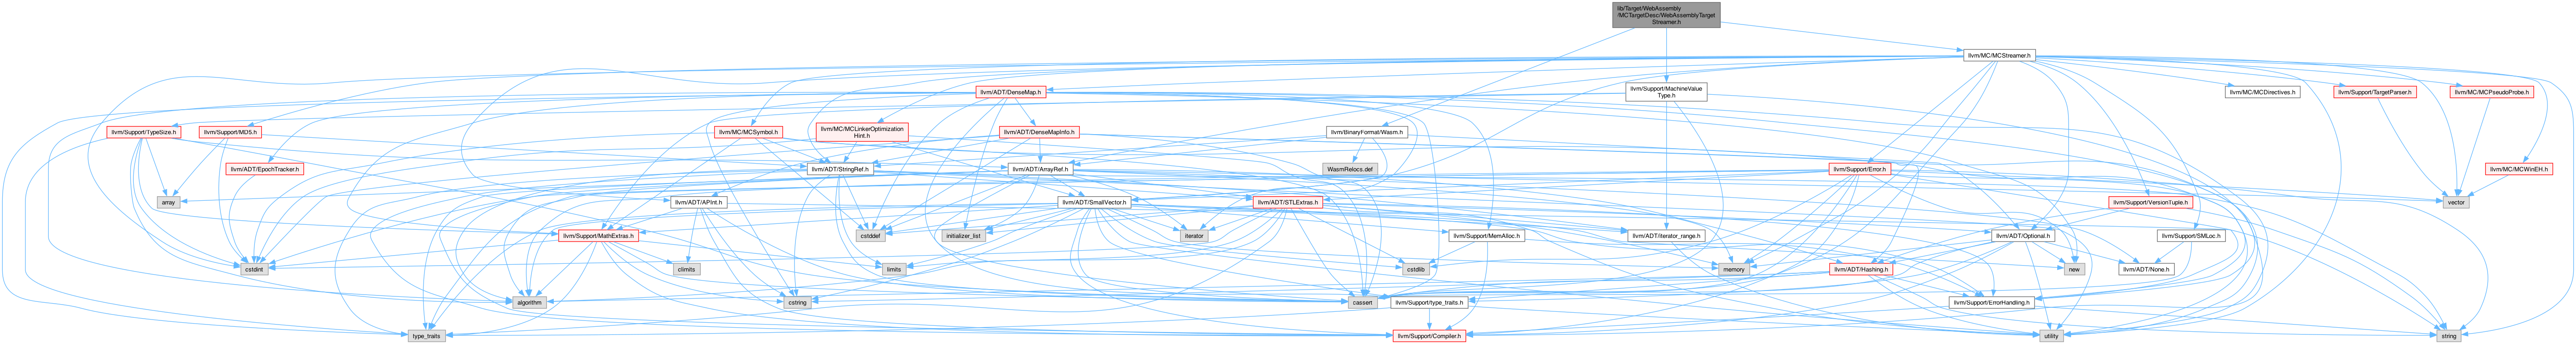 lib/Target/WebAssembly
/MCTargetDesc/WebAssemblyTarget
Streamer.h
llvm/MC/MCStreamer.h
llvm/ADT/DenseMap.h
llvm/Support/MachineValue
Type.h
llvm/MC/MCDirectives.h
llvm/Support/TargetParser.h
llvm/MC/MCPseudoProbe.h
llvm/Support/TypeSize.h
llvm/Support/MD5.h
llvm/MC/MCSymbol.h
llvm/MC/MCLinkerOptimization
Hint.h
llvm/ADT/DenseMapInfo.h
llvm/BinaryFormat/Wasm.h
llvm/ADT/EpochTracker.h
llvm/ADT/StringRef.h
llvm/ADT/ArrayRef.h
WasmRelocs.def
llvm/Support/Error.h
llvm/MC/MCWinEH.h
array
llvm/ADT/APInt.h
llvm/ADT/SmallVector.h
llvm/ADT/STLExtras.h
llvm/Support/VersionTuple.h
vector
llvm/Support/MathExtras.h
cstddef
initializer_list
iterator
llvm/Support/MemAlloc.h
llvm/ADT/iterator_range.h
llvm/ADT/Optional.h
llvm/Support/SMLoc.h
cstdint
climits
limits
cstdlib
memory
llvm/ADT/Hashing.h
new
llvm/ADT/None.h
algorithm
cstring
cassert
llvm/Support/type_traits.h
llvm/Support/ErrorHandling.h
type_traits
llvm/Support/Compiler.h
utility
string